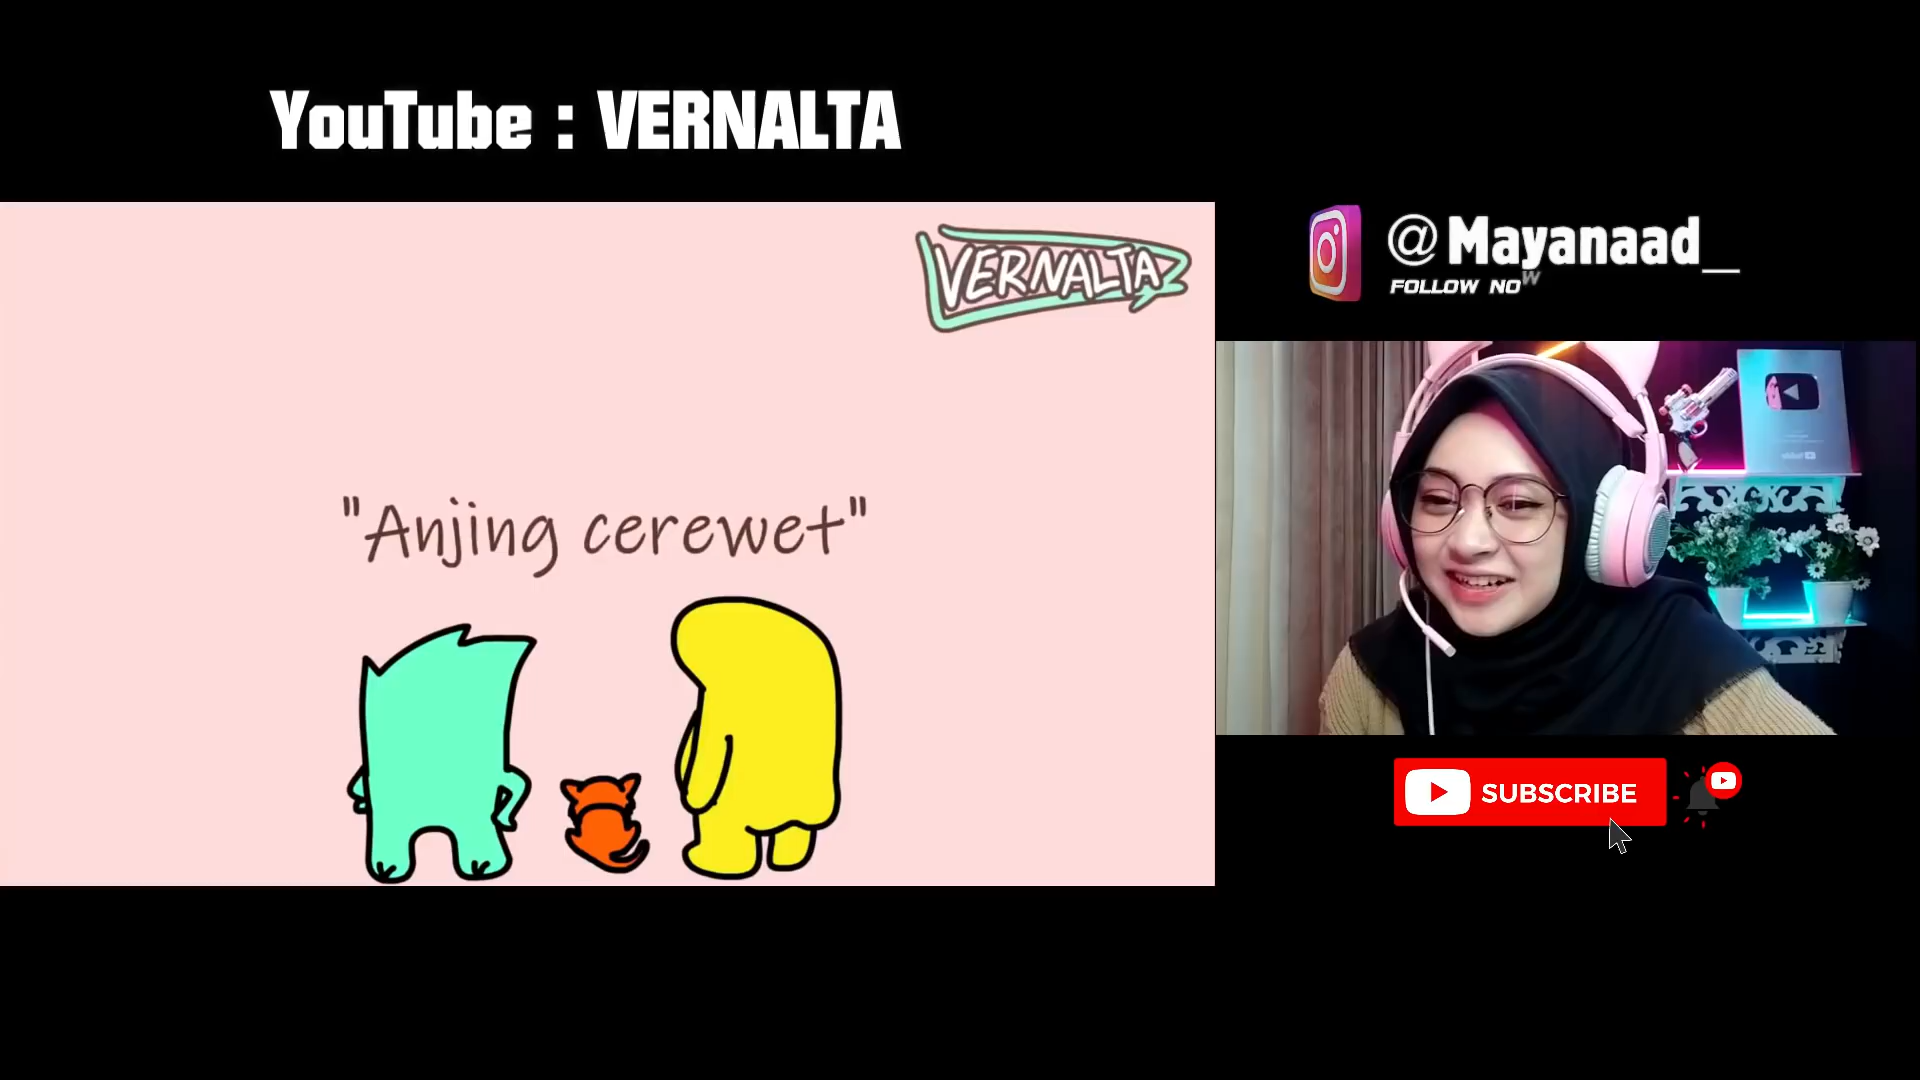 YouTube : VERNALTA
VERNALTA
@Mayanaad_
FOLLOW NOW
"Anjing cerewet"
SUBSCRIBE